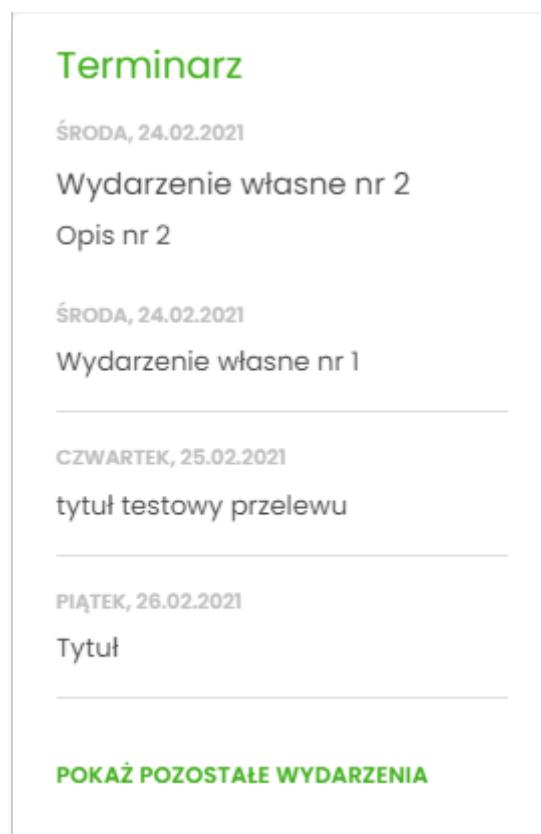 Terminarz
ŚRODA, 24.02.2021
Wydarzenie własne nr 2
Opis nr 2
ŚRODA, 24.02.2021
Wydarzenie własne nr 1
CZWARTEK, 25.02.2021
tytuł testowy przelewu
PIĄTEK, 26.02.2021
Tytuł
POKAŻ POZOSTAŁE WYDARZENIA